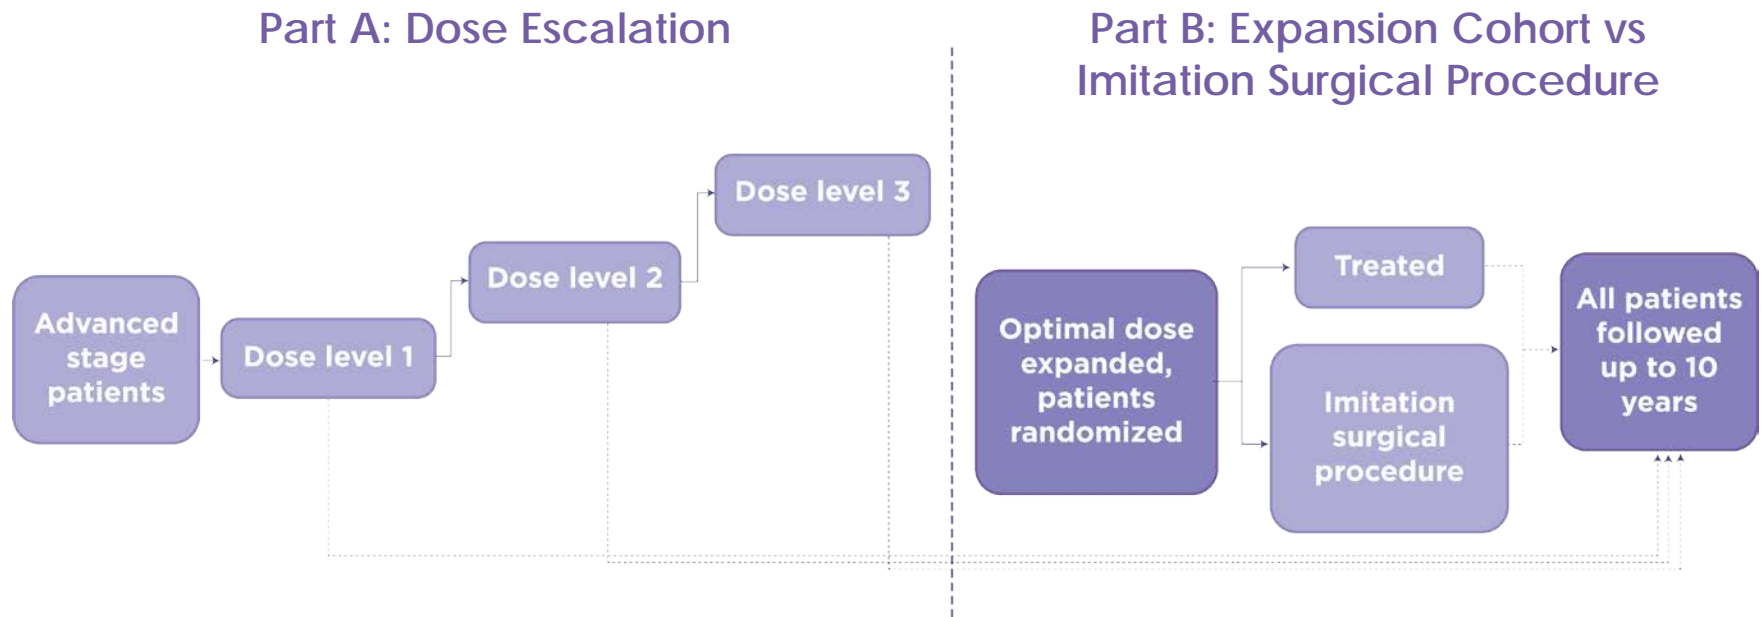 Part A: Dose Escalation
Part B: Expansion Cohort vs
Imitation Surgical Procedure
Advanced
stage
patients
Dose level 1
Dose level 2
Dose level 3
Optimal dose
expanded,
patients
randomized
Treated
Imitation
surgical
procedure
All patients
followed
up to 10
years